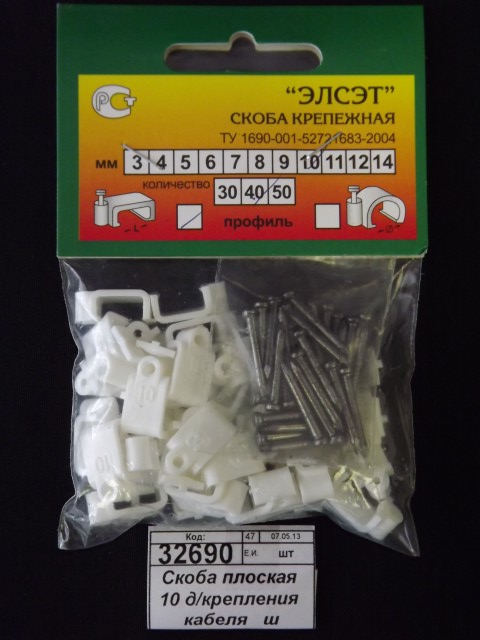 РСТ
"ЭЛСЭТ"
СКОБА КРЕПЕЖНАЯ
ТУ 1690-001-52721683-2004
мм 3 4 5 6 7 8 9 10 11 12 14
количество 30 40 50
L профиль Ø
10
Код: 47 07.05.13
32690 Е.И. шт
Скоба плоская
10 д/крепления
кабеля ш